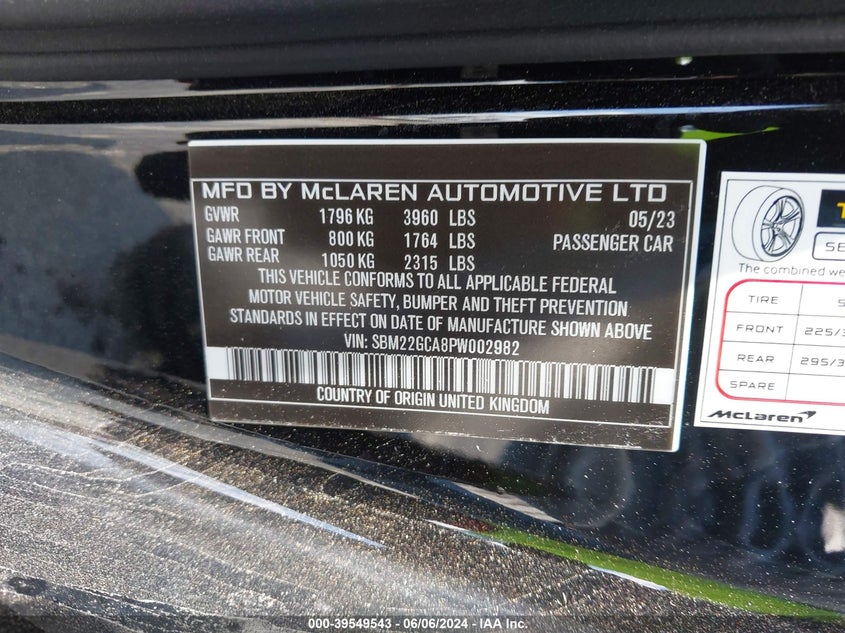 MFD BY McLAREN AUTOMOTIVE LTD
GVWR 1796 KG 3960 LBS 05/23
GAWR FRONT 800 KG 1764 LBS PASSENGER CAR
GAWR REAR 1050 KG 2315 LBS
THIS VEHICLE CONFORMS TO ALL APPLICABLE FEDERAL
MOTOR VEHICLE SAFETY, BUMPER AND THEFT PREVENTION
STANDARDS IN EFFECT ON DATE OF MANUFACTURE SHOWN ABOVE
VIN: SBM22GCA8PW002982
COUNTRY OF ORIGIN UNITED KINGDOM
The combined
TIRE
FRONT 225/3
REAR 295/3
SPARE
McLaren
000-39549543 - 06/06/2024 - IAA Inc.